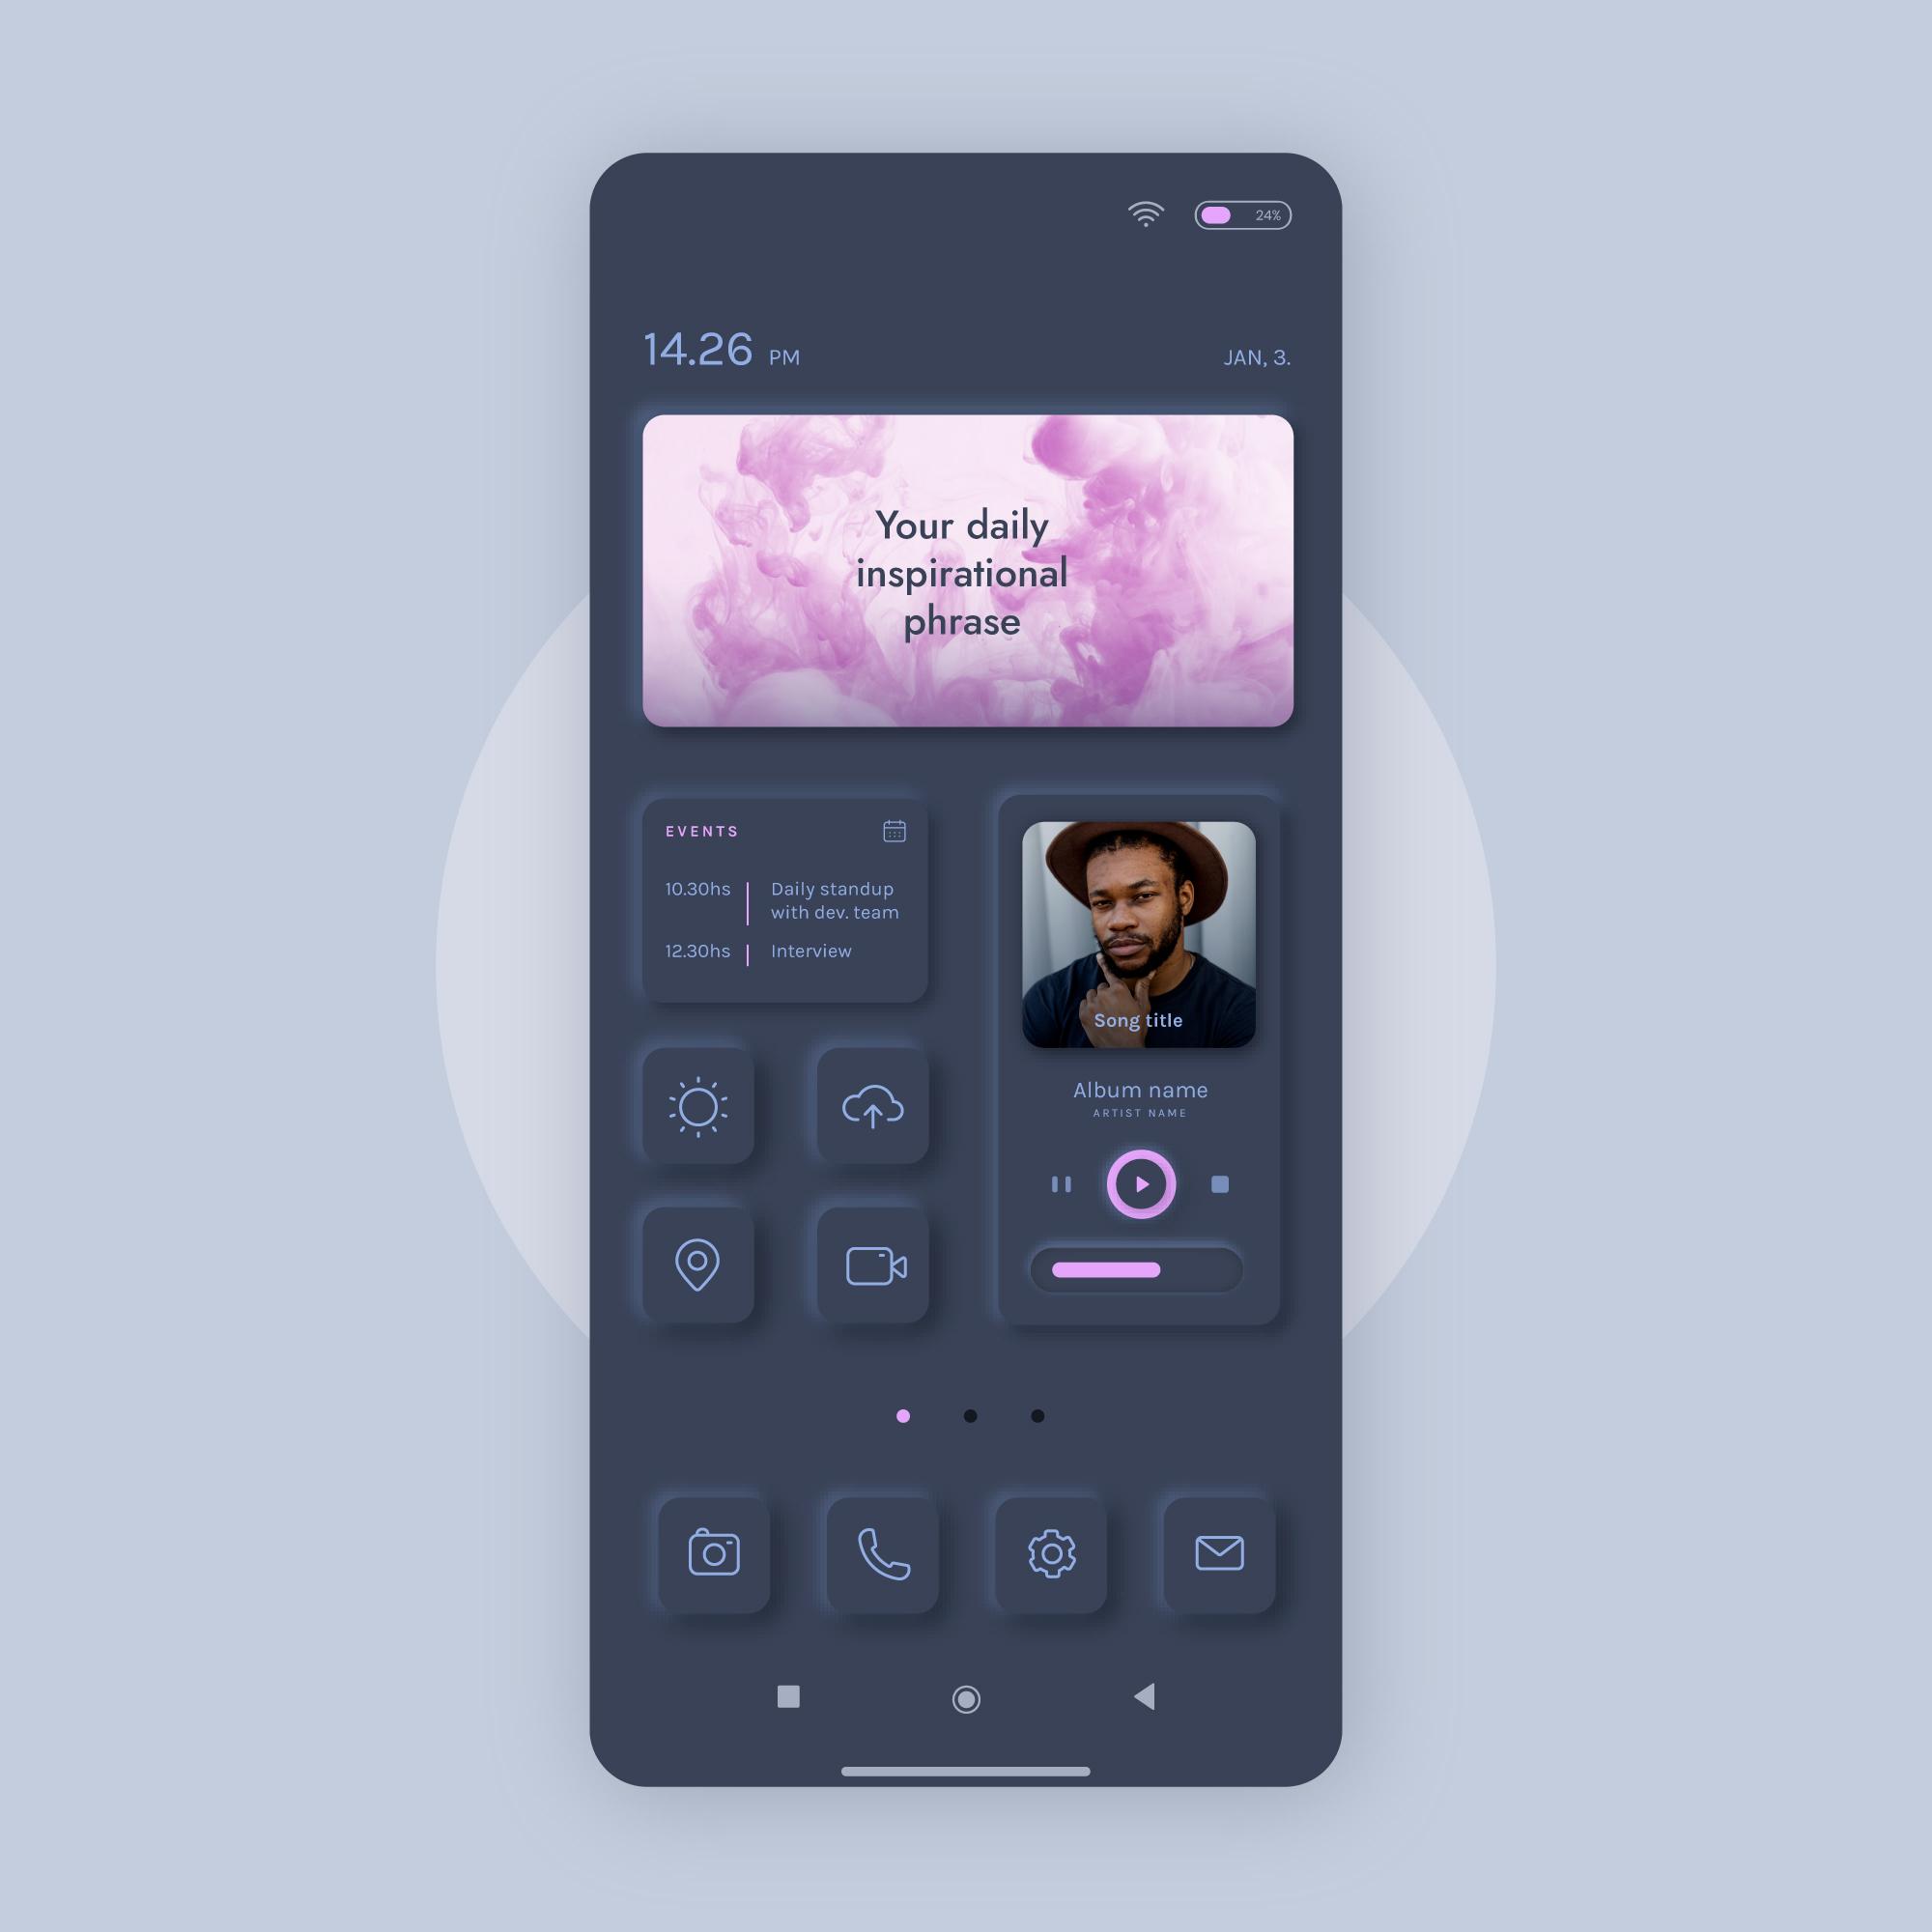 24%
14.26 PM
JAN, 3.
Your daily
inspirational
phrase
EVENTS
10.30hs
Daily standup
with dev. team
12.30hs
Interview
Song title
Album name
ARTIST NAME